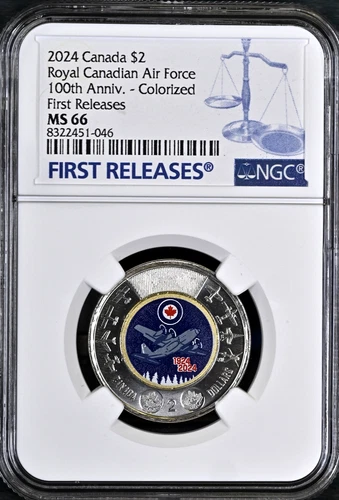 2024 Canada $2
Royal Canadian Air Force
100th Anniv. - Colorized
First Releases
MS 66
8322451-046
FIRST RELEASES®
NGC®
1924
2024
CANADA 2 DOLLARS